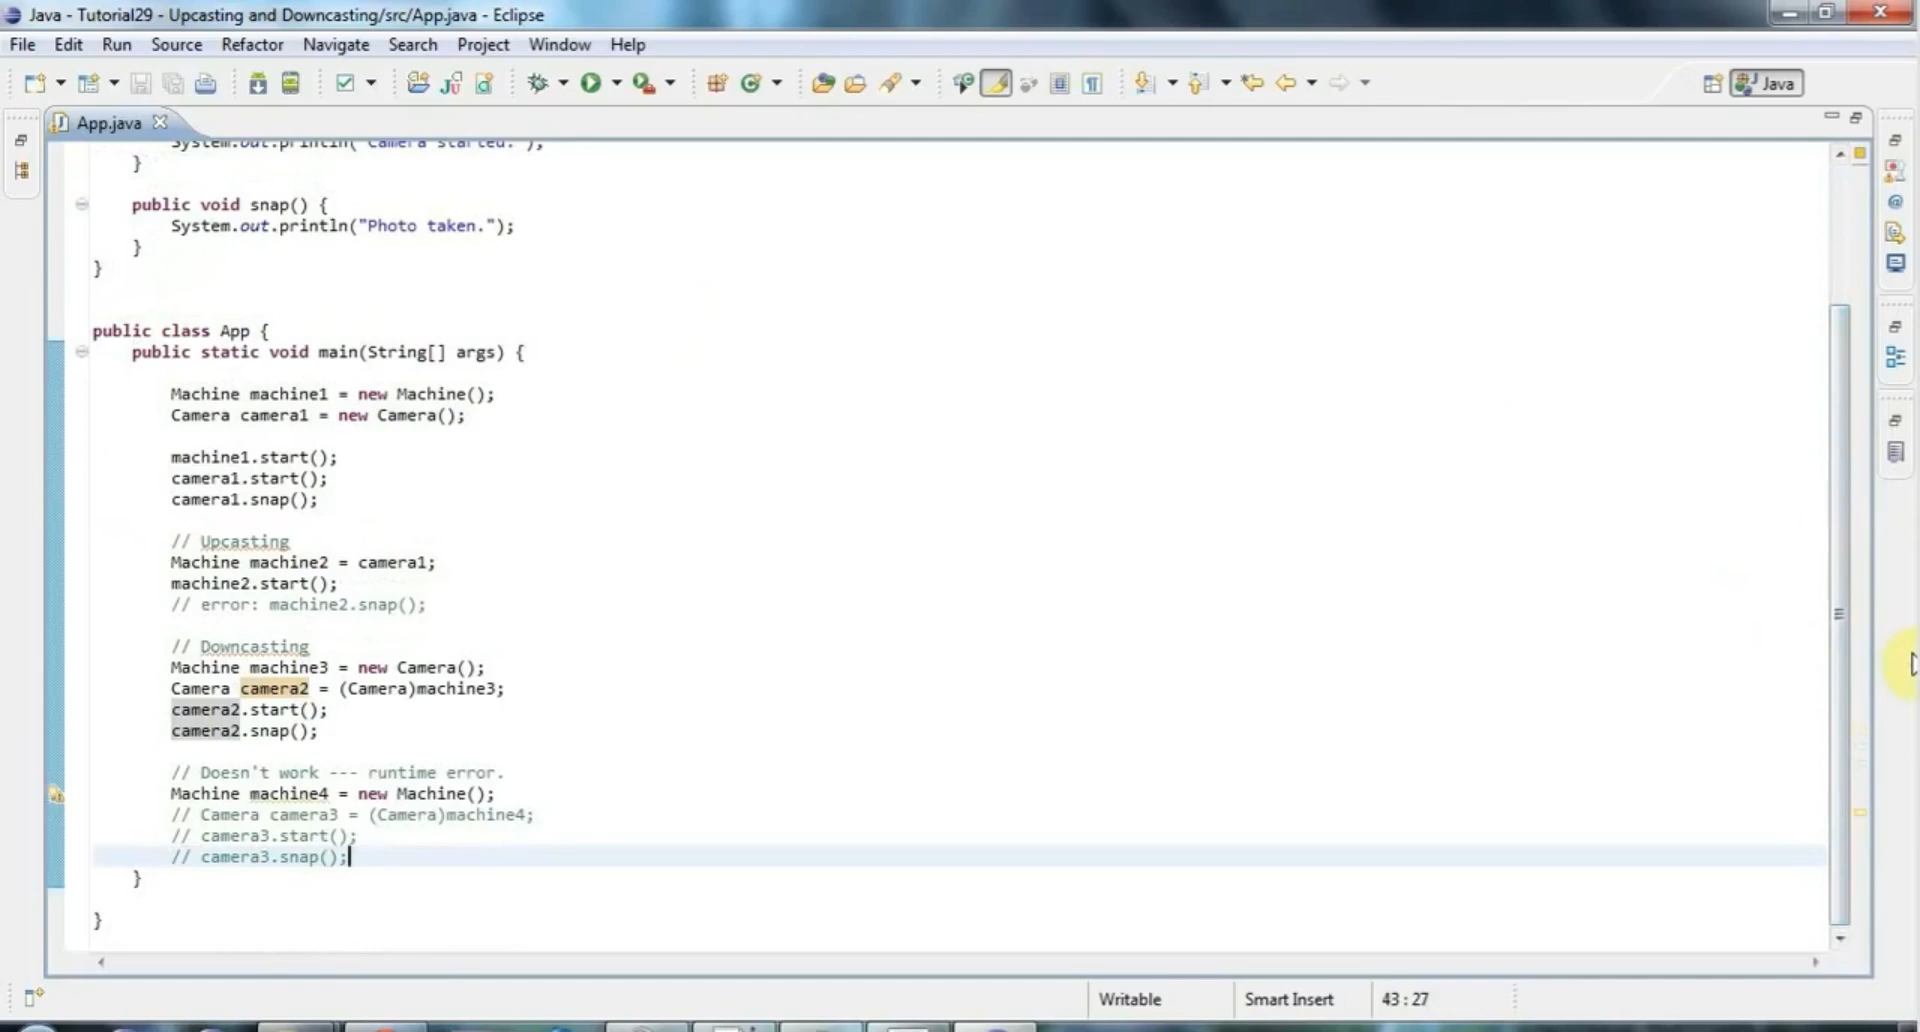 Java - Tutorial29 - Upcasting and Downcasting/src/App.java - Eclipse
File Edit Run Source Refactor Navigate Search Project Window Help
Java
App.java
System.out.println("Camera started.");
}
public void snap() {
System.out.println("Photo taken.");
}
}
public class App {
public static void main(String[] args) {
Machine machine1 = new Machine();
Camera camera1 = new Camera();
machine1.start();
camera1.start();
camera1.snap();
// Upcasting
Machine machine2 = camera1;
machine2.start();
// error: machine2.snap();
// Downcasting
Machine machine3 = new Camera();
Camera camera2 = (Camera)machine3;
camera2.start();
camera2.snap();
// Doesn't work --- runtime error.
Machine machine4 = new Machine();
// Camera camera3 = (Camera)machine4;
// camera3.start();
// camera3.snap();
}
}
Writable Smart Insert 43 : 27